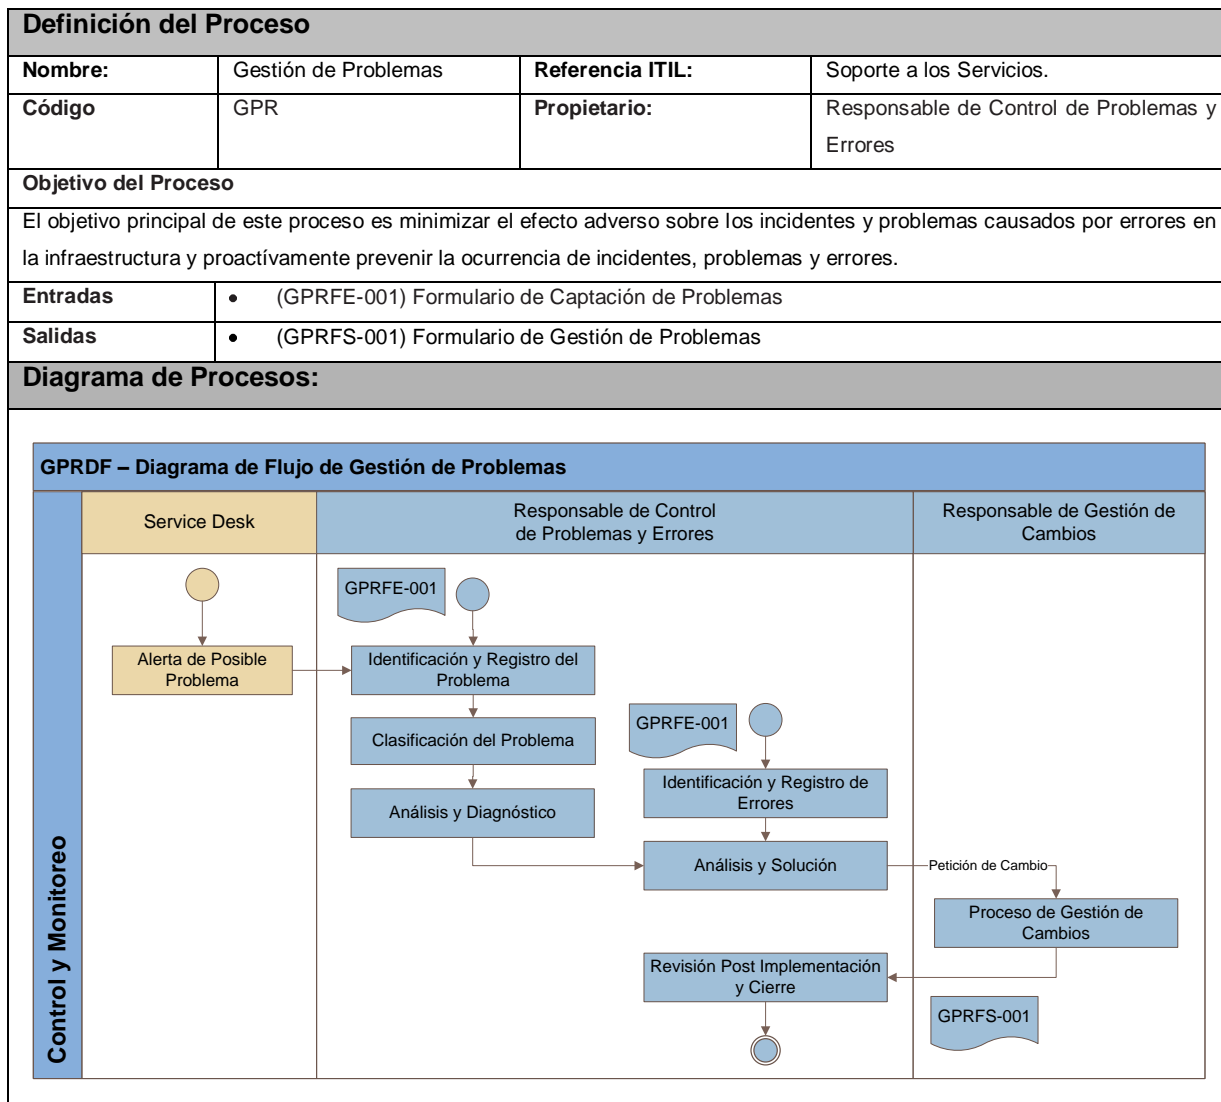 Definición del Proceso
Nombre: Gestión de Problemas Referencia ITIL: Soporte a los Servicios.
Código GPR Propietario: Responsable de Control de Problemas y
Errores
Objetivo del Proceso
El objetivo principal de este proceso es minimizar el efecto adverso sobre los incidentes y problemas causados por errores en
la infraestructura y proactívamente prevenir la ocurrencia de incidentes, problemas y errores.
Entradas • (GPRFE-001) Formulario de Captación de Problemas
Salidas • (GPRFS-001) Formulario de Gestión de Problemas
Diagrama de Procesos:
GPRDF – Diagrama de Flujo de Gestión de Problemas
Control y Monitoreo
Service Desk
Responsable de Control
de Problemas y Errores
Responsable de Gestión de
Cambios
GPRFE-001
Alerta de Posible
Problema
Identificación y Registro del
Problema
Clasificación del Problema
GPRFE-001
Análisis y Diagnóstico
Identificación y Registro de
Errores
Análisis y Solución
Petición de Cambio
Proceso de Gestión de
Cambios
Revisión Post Implementación
y Cierre
GPRFS-001